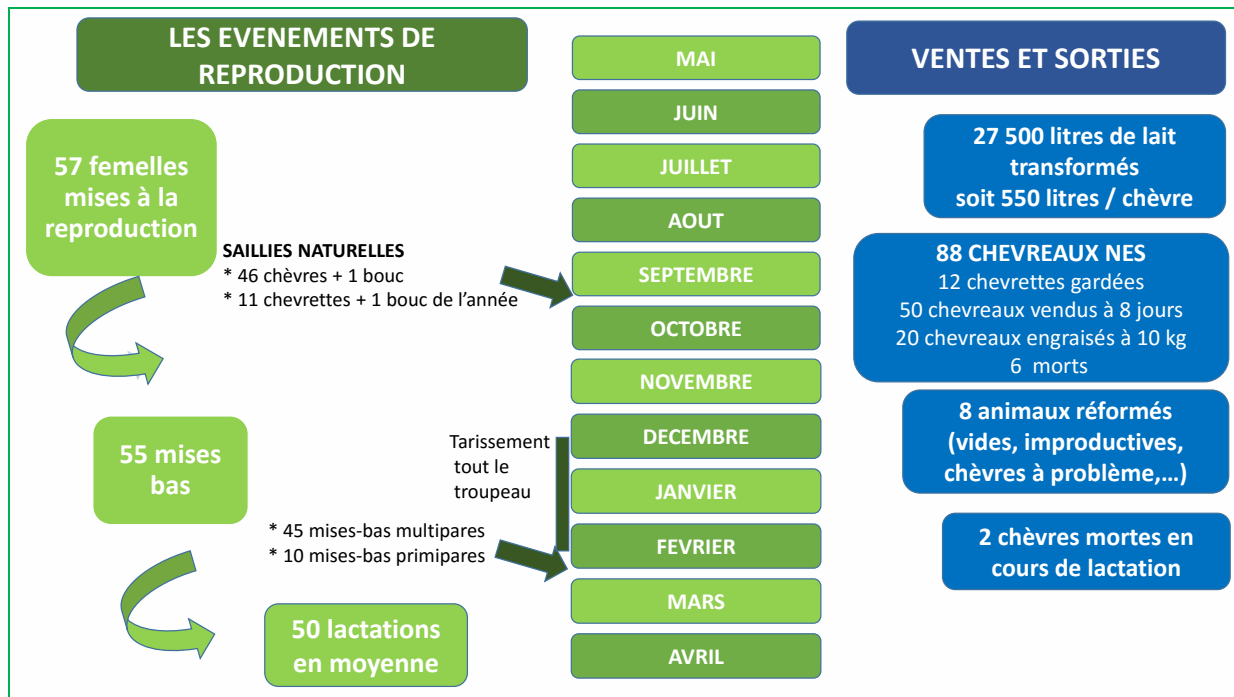 LES EVENEMENTS DE
REPRODUCTION
57 femelles
mises à la
reproduction
SAILLIES NATURELLES
* 46 chèvres + 1 bouc
* 11 chevrettes + 1 bouc de l'année
55 mises
bas
Tarissement
tout le
troupeau
* 45 mises-bas multipares
* 10 mises-bas primipares
50 lactations
en moyenne
MAI
JUIN
JUILLET
AOUT
SEPTEMBRE
OCTOBRE
NOVEMBRE
DECEMBRE
JANVIER
FEVRIER
MARS
AVRIL
VENTES ET SORTIES
27 500 litres de lait
transformés
soit 550 litres / chèvre
88 CHEVREAUX NES
12 chevrettes gardées
50 chevreaux vendus à 8 jours
20 chevreaux engraisés à 10 kg
6 morts
8 animaux réformés
(vides, improductives,
chèvres à problème,...)
2 chèvres mortes en
cours de lactation